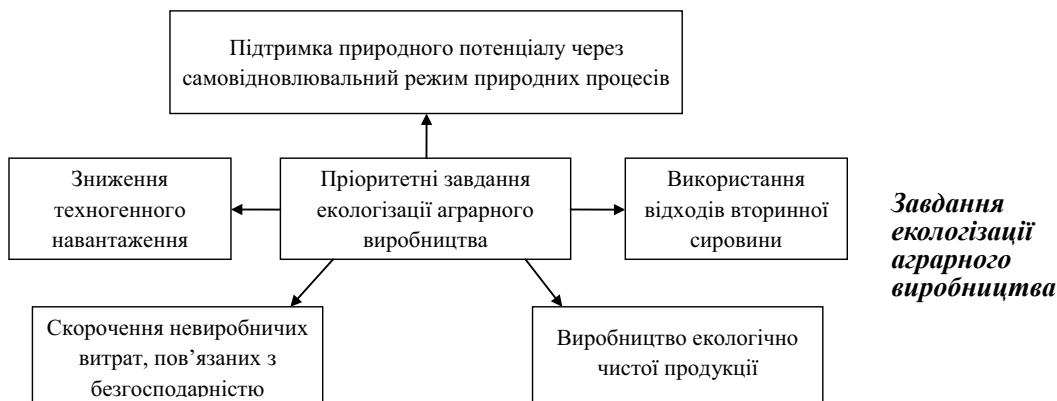 Підтримка природного потенціалу через
самовідновлювальний режим природних процесів
Зниження
техногенного
навантаження
Пріоритетні завдання
екологізації аграрного
виробництва
Використання
відходів вторинної
сировини
Завдання
екологізації
аграрного
виробництва
Скорочення невиробничих
витрат, пов’язаних з
безгосподарністю
Виробництво екологічно
чистої продукції